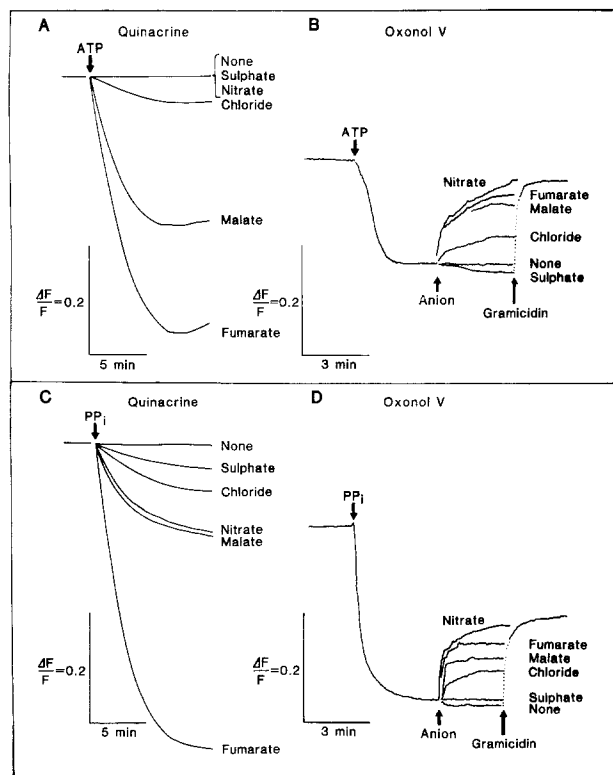 A
Quinacrine
ATP
None
Sulphate
Nitrate
Chloride
Malate
Fumarate
ΔF/F = 0.2
5 min
B
Oxonol V
ATP
Nitrate
Fumarate
Malate
Chloride
None
Sulphate
Anion
Gramicidin
ΔF/F = 0.2
3 min
C
Quinacrine
PPi
None
Sulphate
Chloride
Nitrate
Malate
Fumarate
ΔF/F = 0.2
5 min
D
Oxonol V
PPi
Nitrate
Fumarate
Malate
Chloride
Sulphate
None
Anion
Gramicidin
ΔF/F = 0.2
3 min